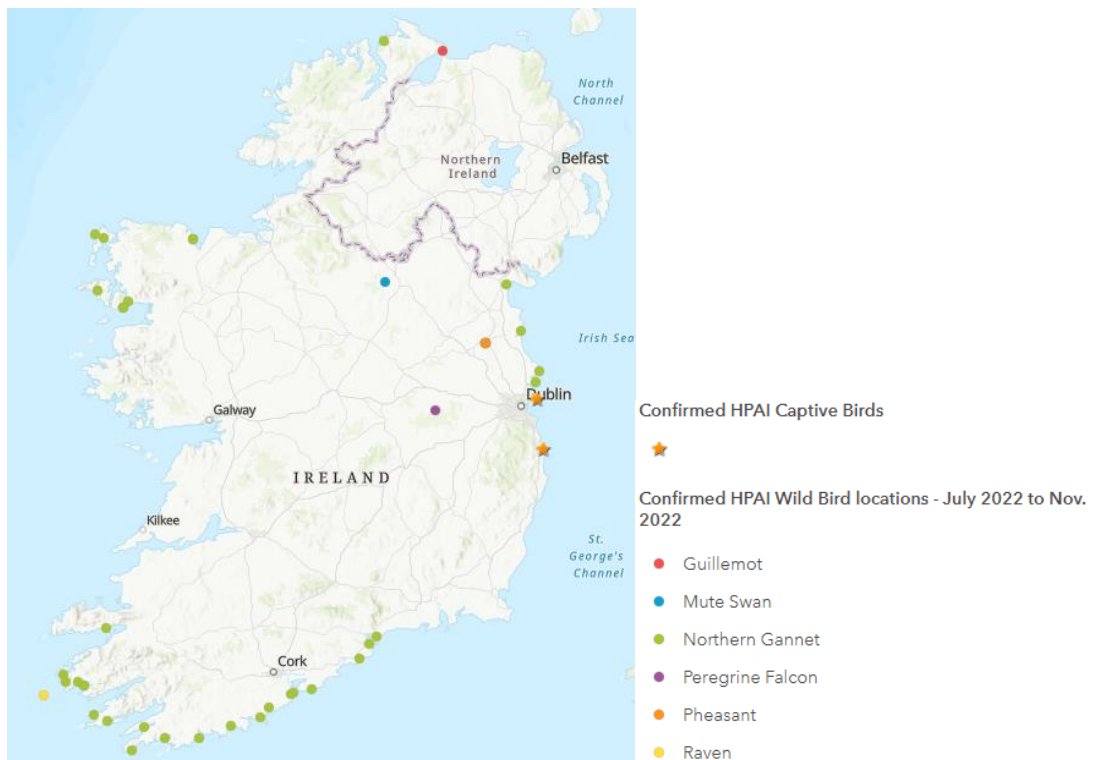 North
Channel
Northern
Ireland
Belfast
Irish Sea
Dublin
Galway
IRELAND
Kilkee
St.
George's
Channel
Cork
Confirmed HPAI Captive Birds
Confirmed HPAI Wild Bird locations - July 2022 to Nov.
2022
Guillemot
Mute Swan
Northern Gannet
Peregrine Falcon
Pheasant
Raven